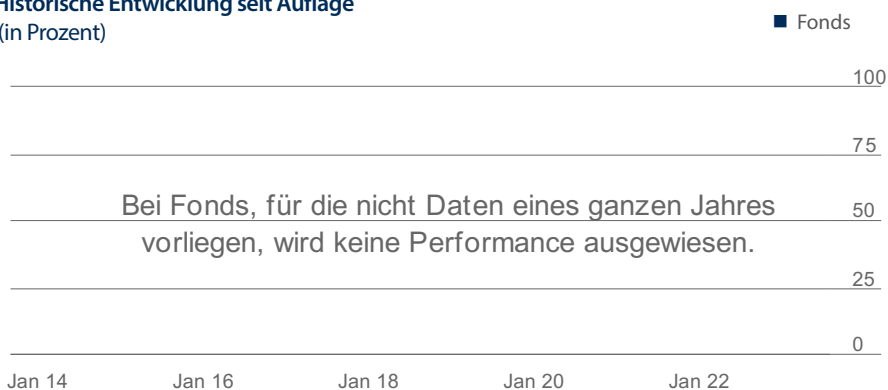 Historische Entwicklung seit Auflage
(in Prozent)
Fonds
100
75
Bei Fonds, für die nicht Daten eines ganzen Jahres
50
vorliegen, wird keine Performance ausgewiesen.
25
0
Jan 14 Jan 16 Jan 18 Jan 20 Jan 22